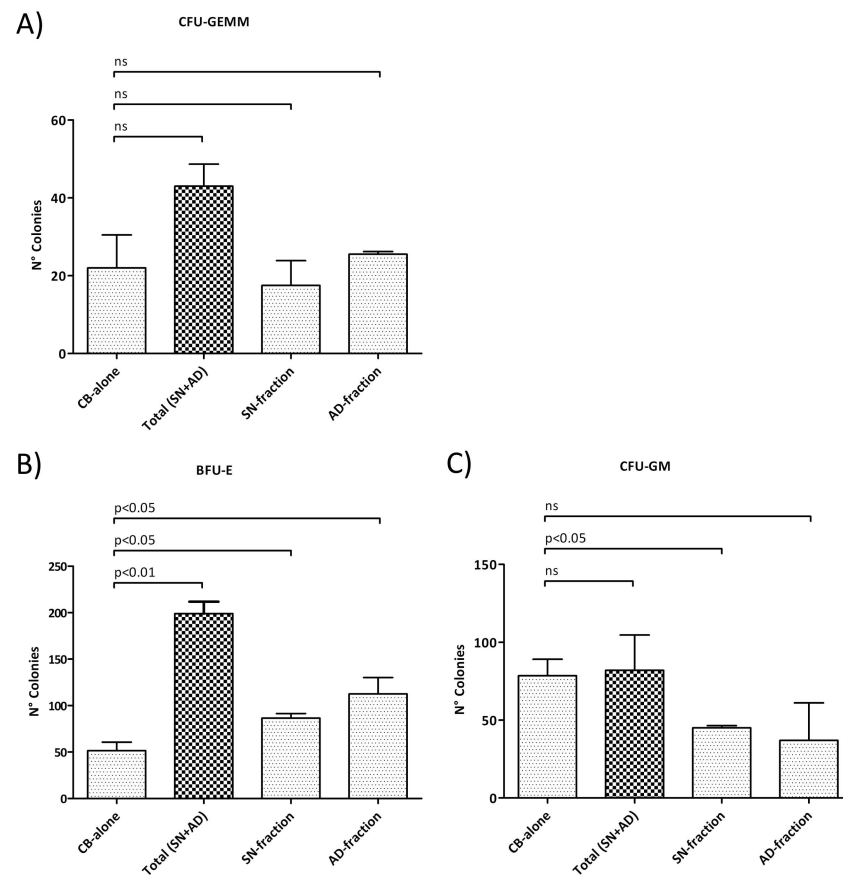 A)
CFU-GEMM
ns
ns
ns
60
40
20
0
N° Colonies
CB-alone
Total (SN+AD)
SN-fraction
AD-fraction
B)
BFU-E
p<0.05
p<0.05
p<0.01
250
200
150
100
50
0
N° Colonies
CB-alone
Total (SN+AD)
SN-fraction
AD-fraction
C)
CFU-GM
ns
p<0.05
ns
150
100
50
0
N° Colonies
CB-alone
Total (SN+AD)
SN-fraction
AD-fraction